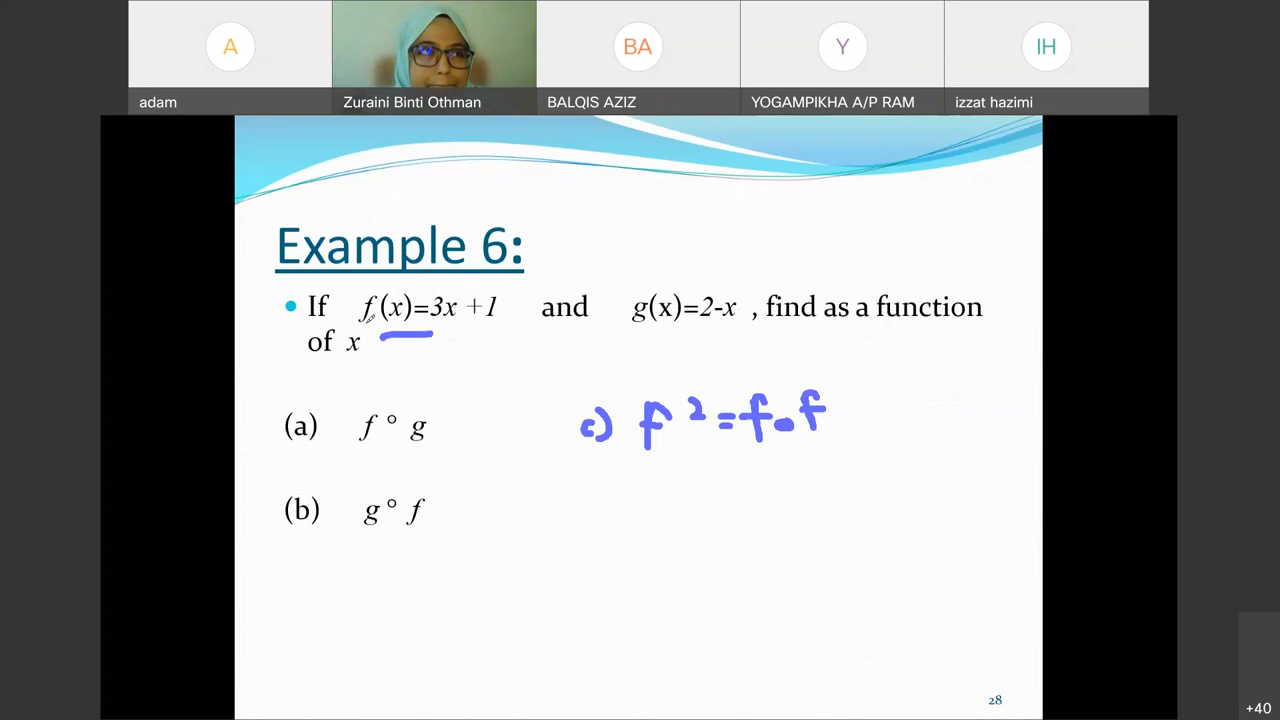 A
BA
Y
IH
adam
Zuraini Binti Othman
BALQIS AZIZ
YOGAMPIKHA A/P RAM
izzat hazimi
Example 6:
If f(x)=3x +1 and g(x)=2-x , find as a function
of x
(a) f ° g
c) f ² = f ∘ f
(b) g ° f
28
+40